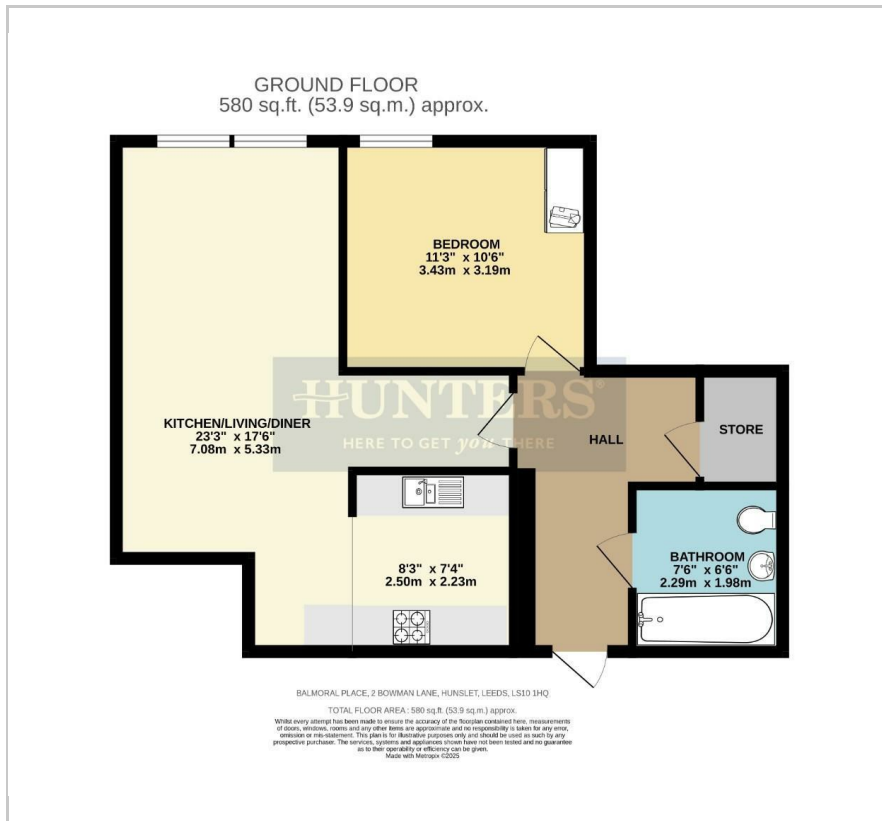 GROUND FLOOR
580 sq.ft. (53.9 sq.m.) approx.
BEDROOM
11'3" x 10'6"
3.43m x 3.19m
HUNTERS®
HERE TO GET you THERE
KITCHEN/LIVING/DINER
23'3" x 17'6"
7.08m x 5.33m
HALL
STORE
8'3" x 7'4"
2.50m x 2.23m
BATHROOM
7'6" x 6'6"
2.29m x 1.98m
BALMORAL PLACE, 2 BOWMAN LANE, HUNSLET, LEEDS, LS10 1HQ
TOTAL FLOOR AREA : 580 sq.ft. (53.9 sq.m.) approx.
Whilst every attempt has been made to ensure the accuracy of the floorplan contained here, measurements
of doors, windows, rooms and any other items are approximate and no responsibility is taken for any error,
omission or mis-statement. This plan is for illustrative purposes only and should be used as such by any
prospective purchaser. The services, systems and appliances shown have not been tested and no guarantee
as to their operability or efficiency can be given.
Made with Metropix ©2025